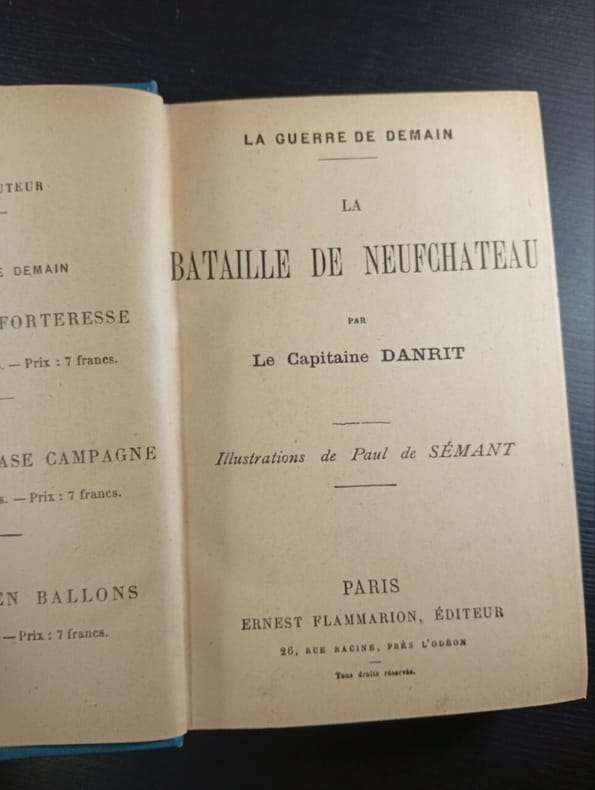 DEMAIN
FORTERESSE
— Prix : 7 francs.
CAMPAGNE
— Prix : 7 francs.
EN BALLONS
— Prix : 7 francs.
LA GUERRE DE DEMAIN
LA
BATAILLE DE NEUFCHATEAU
PAR
Le Capitaine DANRIT
Illustrations de Paul de SÉMANT
PARIS
ERNEST FLAMMARION, ÉDITEUR
26, RUE RACINE, PRÈS L'ODÉON
Tous droits réservés.